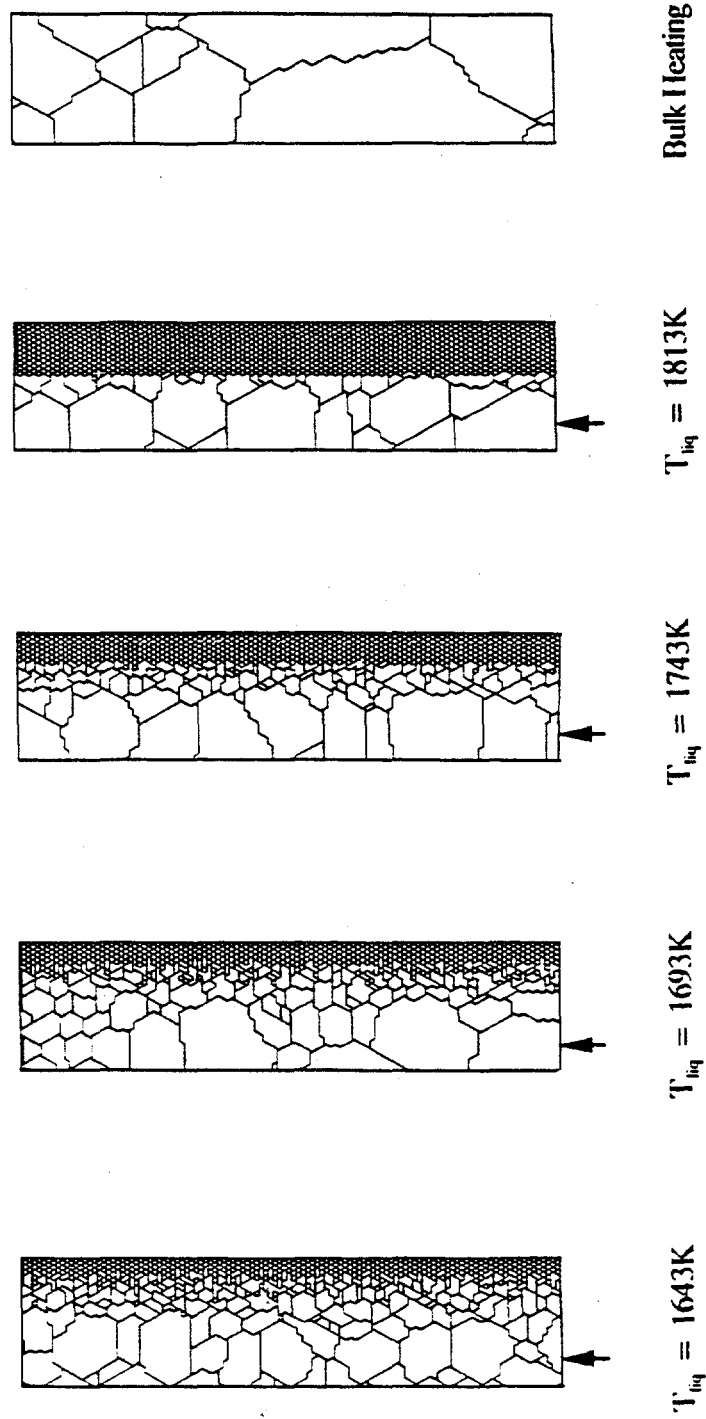 Bulk Heating
T_liq = 1813K
T_liq = 1743K
T_liq = 1693K
T_liq = 1643K